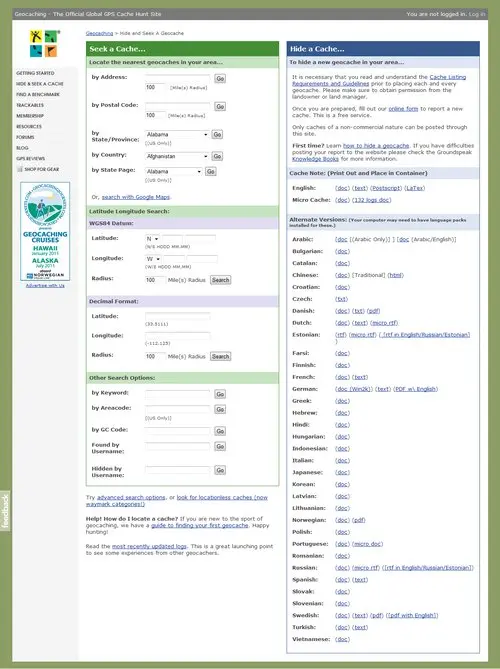 Geocaching - The Official Global GPS Cache Hunt Site
You are not logged in. Log in
Geocaching > Hide and Seek A Geocache
GETTING STARTED
HIDE & SEEK A CACHE
FIND A BENCHMARK
TRACKABLES
MEMBERSHIP
RESOURCES
FORUMS
BLOG
GPS REVIEWS
SHOP FOR GEAR
GEOCACHING
CRUISES
HAWAII
January 2011
ALASKA
July 2011
NORWEGIAN
Advertise with Us
feedback
Seek a Cache...
Locate the nearest geocaches in your area...
by Address: Go
100 (Mile(s) Radius)
by Postal Code: Go
100 (Mile(s) Radius)
by
State/Province: Alabama Go
(US Only)
by Country: Afghanistan Go
by State Page: Alabama Go
(US Only)
Or, search with Google Maps.
Latitude Longitude Search:
WGS84 Datum:
Latitude: N
(N/S HDDD MM.MM)
Longitude: W
(W/E HDDD MM.MM)
Radius: 100 Mile(s) Radius Search
Decimal Format:
Latitude:
(33.5111)
Longitude:
(-112.123)
Radius: 100 Mile(s) Radius Search
Other Search Options:
by Keyword: Go
by Areacode: Go
(US Only)
by GC Code: Go
Found by
Username: Go
Hidden by
Username: Go
Try advanced search options, or look for locationless caches (now
waymark categories!)
Help! How do I locate a cache? If you are new to the sport of
geocaching, we have a guide to finding your first geocache. Happy
hunting!
Read the most recently updated logs. This is a great launching point
to see some experiences from other geocachers.
Hide a Cache...
To hide a new geocache in your area...
It is necessary that you read and understand the Cache Listing
Requirements and Guidelines prior to placing each and every
geocache. Please make sure to obtain permission from the
landowner or land manager.
Once you are prepared, fill out our online form to report a new
cache. This is a free service.
Only caches of a non-commercial nature can be posted through
this site.
First time? Learn how to hide a geocache. If you have difficulties
posting your report to the website please check the Groundspeak
Knowledge Books for more information.
Cache Note: (Print Out and Place in Container)
English: (doc) (text) (Postscript) (LaTex)
Micro Cache: (doc) (132 logs doc)
Alternate Versions: (Your computer may need to have language packs
installed for these.)
Arabic: (doc [(Arabic Only)] ) [doc (Arabic/English)]
Bulgarian: (doc)
Catalan: (doc)
Chinese: (doc) [Traditional] (html)
Croatian: (doc)
Czech: (txt)
Danish: (doc) (txt) (pdf)
Dutch: (doc) (text) (micro rtf)
Estonian: (rtf) (micro rtf) ( [rtf in English/Russian/Estonian]
)
Farsi: (doc)
Finnish: (doc)
French: (doc) (text)
German: (doc [Win2k]) (text) (PDF w\ English)
Greek: (doc)
Hebrew: (doc)
Hindi: (doc)
Hungarian: (doc)
Indonesian: (doc)
Italian: (doc)
Japanese: (doc)
Korean: (doc)
Latvian: (doc)
Lithuanian: (doc)
Norwegian: (doc) (pdf)
Polish: (doc)
Portuguese: (doc) (micro doc)
Romanian: (doc)
Russian: (doc) (micro rtf) ([rtf in English/Russian/Estonian])
Spanish: (doc) (text)
Slovak: (doc)
Slovenian: (doc)
Swedish: (doc) (text) (pdf) ([pdf with English])
Turkish: (doc) (text)
Vietnamese: (doc)